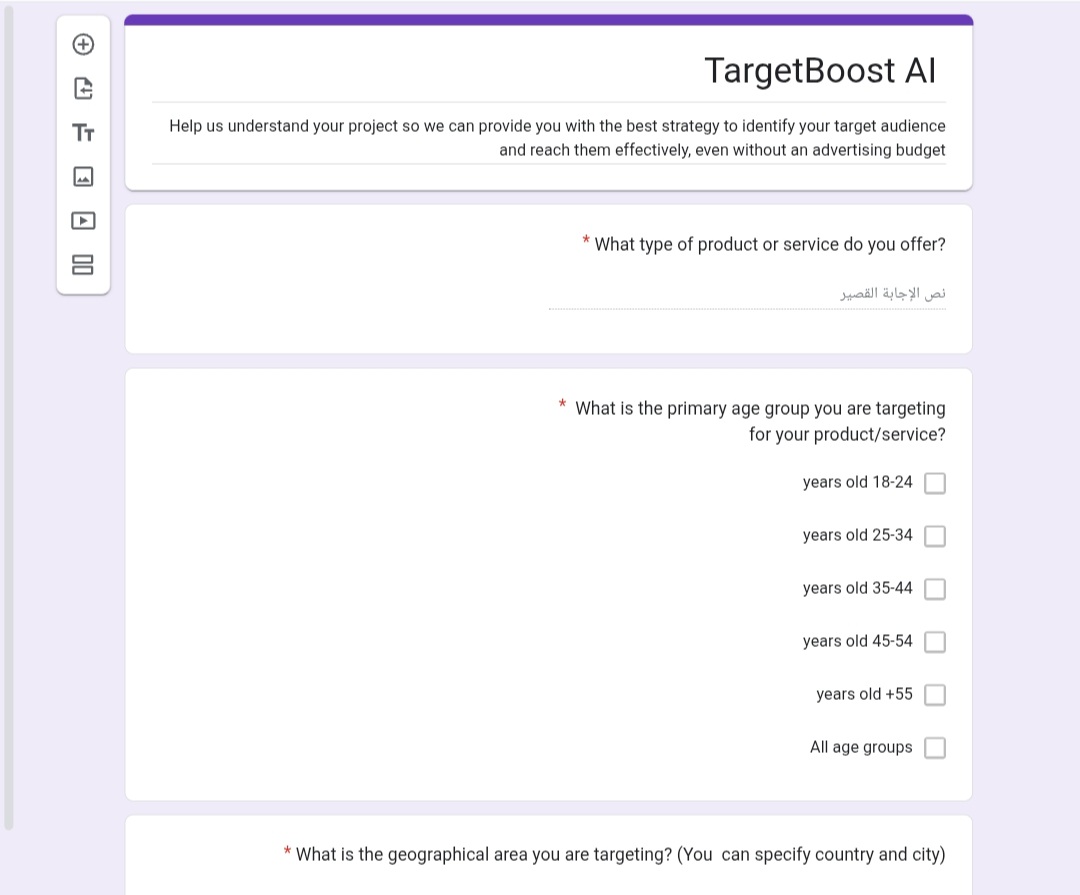 TargetBoost AI
Help us understand your project so we can provide you with the best strategy to identify your target audience
and reach them effectively, even without an advertising budget
* What type of product or service do you offer?
نص الإجابة القصير
* What is the primary age group you are targeting
for your product/service?
years old 18-24
years old 25-34
years old 35-44
years old 45-54
years old +55
All age groups
* What is the geographical area you are targeting? (You  can specify country and city)